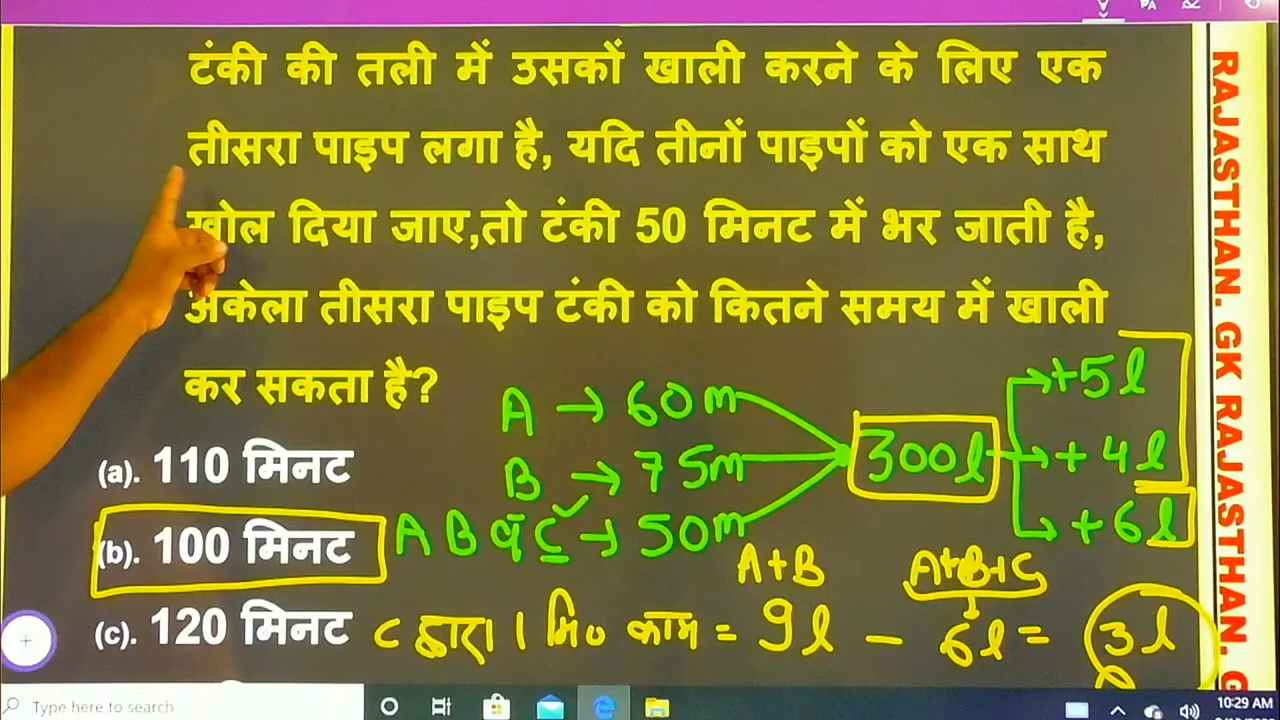 टंकी की तली में उसकों खाली करने के लिए एक
तीसरा पाइप लगा है, यदि तीनों पाइपों को एक साथ
खोल दिया जाए,तो टंकी 50 मिनट में भर जाती है,
अकेला तीसरा पाइप टंकी को कितने समय में खाली
कर सकता है?
(a). 110 मिनट
(b). 100 मिनट
(c). 120 मिनट
A → 60m
B → 75m
A B व C → 50m
300l
+5l
+4l
+6l
A+B
A+B+C
C द्वारा 1 मि० काम = 9l - 6l = 3l
RAJASTHAN. GK RAJASTHAN. G
Type here to search
10:29 AM